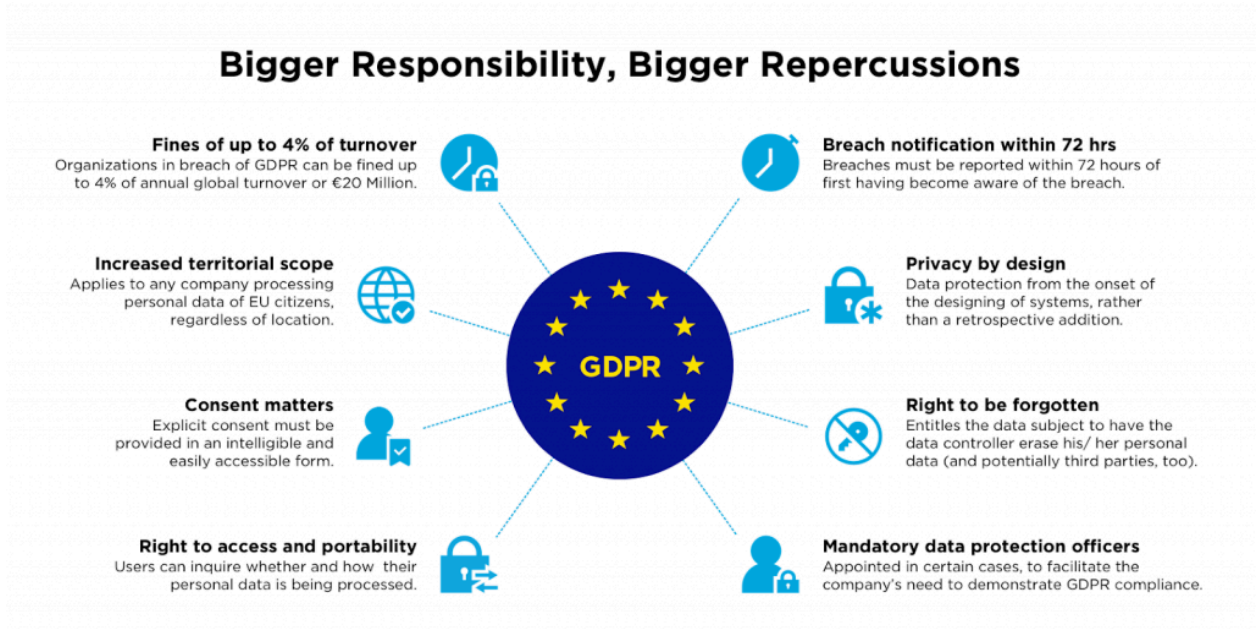 Bigger Responsibility, Bigger Repercussions
Fines of up to 4% of turnover
Organizations in breach of GDPR can be fined up
to 4% of annual global turnover or €20 Million.
Breach notification within 72 hrs
Breaches must be reported within 72 hours of
first having become aware of the breach.
Increased territorial scope
Applies to any company processing
personal data of EU citizens,
regardless of location.
Privacy by design
Data protection from the onset of
the designing of systems, rather
than a retrospective addition.
GDPR
Consent matters
Explicit consent must be
provided in an intelligible and
easily accessible form.
Right to be forgotten
Entitles the data subject to have the
data controller erase his/ her personal
data (and potentially third parties, too).
Right to access and portability
Users can inquire whether and how their
personal data is being processed.
Mandatory data protection officers
Appointed in certain cases, to facilitate the
company's need to demonstrate GDPR compliance.